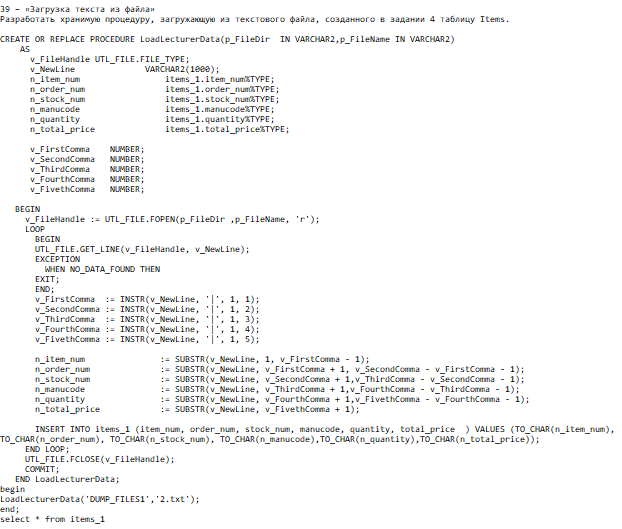 39 – «Загрузка текста из файла»
Разработать хранимую процедуру, загружающую из текстового файла, созданного в задании 4 таблицу Items.

CREATE OR REPLACE PROCEDURE LoadLecturerData(p_FileDir  IN VARCHAR2,p_FileName IN VARCHAR2)
    AS
      v_FileHandle UTL_FILE.FILE_TYPE;
      v_NewLine              VARCHAR2(1000);
      n_item_num                 items_1.item_num%TYPE;
      n_order_num                items_1.order_num%TYPE;
      n_stock_num                items_1.stock_num%TYPE;
      n_manucode                 items_1.manucode%TYPE;
      n_quantity                 items_1.quantity%TYPE;
      n_total_price              items_1.total_price%TYPE;

      v_FirstComma    NUMBER;
      v_SecondComma   NUMBER;
      v_ThirdComma    NUMBER;
      v_FourthComma   NUMBER;
      v_FivethComma   NUMBER;

   BEGIN
     v_FileHandle := UTL_FILE.FOPEN(p_FileDir ,p_FileName, 'r');
     LOOP
       BEGIN
       UTL_FILE.GET_LINE(v_FileHandle, v_NewLine);
       EXCEPTION
         WHEN NO_DATA_FOUND THEN
       EXIT;
       END;
       v_FirstComma  := INSTR(v_NewLine, '|', 1, 1);
       v_SecondComma := INSTR(v_NewLine, '|', 1, 2);
       v_ThirdComma  := INSTR(v_NewLine, '|', 1, 3);
       v_FourthComma := INSTR(v_NewLine, '|', 1, 4);
       v_FivethComma := INSTR(v_NewLine, '|', 1, 5);

       n_item_num               := SUBSTR(v_NewLine, 1, v_FirstComma - 1);
       n_order_num              := SUBSTR(v_NewLine, v_FirstComma + 1, v_SecondComma - v_FirstComma - 1);
       n_stock_num              := SUBSTR(v_NewLine, v_SecondComma + 1,v_ThirdComma - v_SecondComma - 1);
       n_manucode               := SUBSTR(v_NewLine, v_ThirdComma + 1,v_FourthComma - v_ThirdComma - 1);
       n_quantity               := SUBSTR(v_NewLine, v_FourthComma + 1,v_FivethComma - v_FourthComma - 1);
       n_total_price            := SUBSTR(v_NewLine, v_FivethComma + 1);

       INSERT INTO items_1 (item_num, order_num, stock_num, manucode, quantity, total_price  ) VALUES (TO_CHAR(n_item_num),
TO_CHAR(n_order_num), TO_CHAR(n_stock_num), TO_CHAR(n_manucode),TO_CHAR(n_quantity),TO_CHAR(n_total_price));
     END LOOP;
     UTL_FILE.FCLOSE(v_FileHandle);
     COMMIT;
   END LoadLecturerData;
begin
LoadLecturerData('DUMP_FILES1','2.txt');
end;
select * from items_1